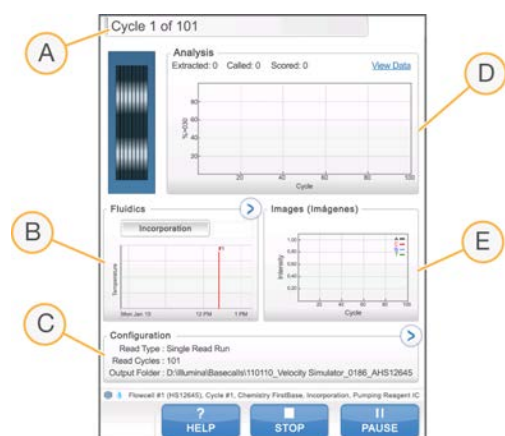 Cycle 1 of 101
A
Analysis
Extracted: 0 Called: 0 Scored: 0 View Data
D
80
60
40
20
%>Q30
20 40 60 80 100
Cycle
Fluidics
Images (Imágenes)
Incorporation
B
Temperature
Mon Jan 10 12 PM 1 PM
E
1,00
0,80
0,60
0,40
0,20
Intensity
A
C
G
T
20 40 60 80 100
Cycle
C
Configuration
Read Type : Single Read Run
Read Cycles : 101
Output Folder : D:\Illumina\Basecalls\110110_Velocity Simulator_0186_AHS12645
Flowcell #1 (HS12645), Cycle #1, Chemistry FirstBase, Incorporation, Pumping Reagent IC
?
HELP
STOP
PAUSE